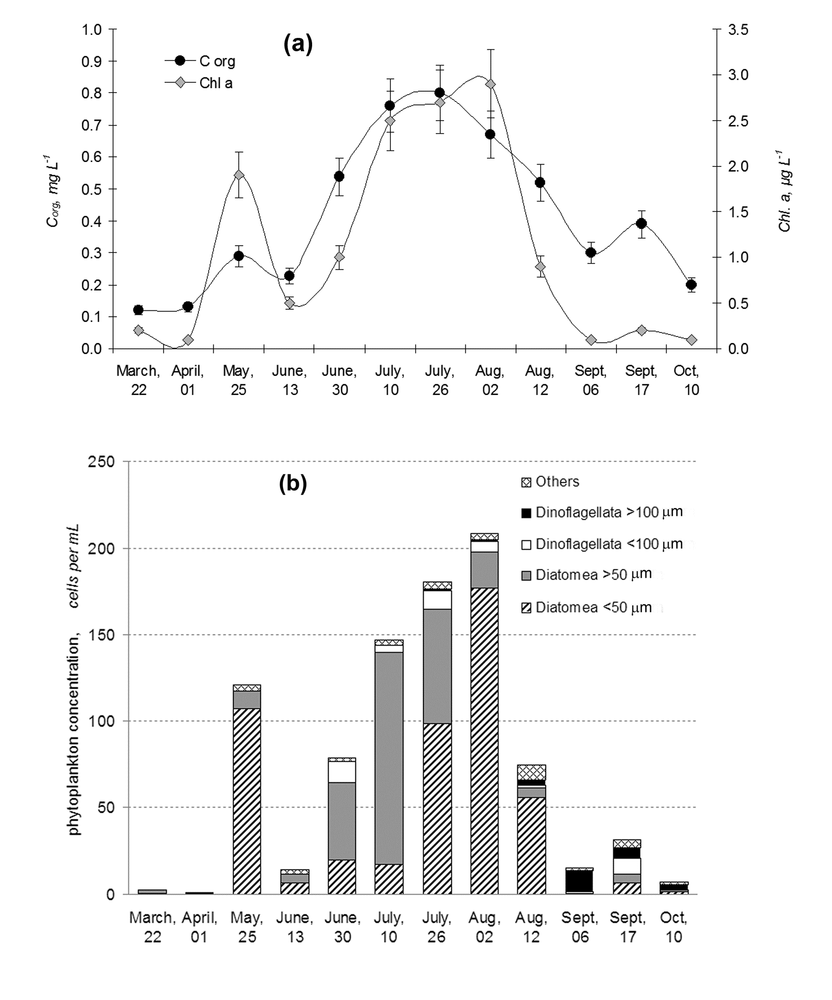 (a)
C org
Chl a
1.0
0.9
0.8
0.7
0.6
0.5
0.4
0.3
0.2
0.1
0.0
Corg, mg L-1
3.5
3.0
2.5
2.0
1.5
1.0
0.5
0.0
Chl. a, µg L-1
March, April, May, June, June, July, July, Aug, Aug, Sept, Sept, Oct,
22 01 25 13 30 10 26 02 12 06 17 10
(b)
Others
Dinoflagellata >100 µm
Dinoflagellata <100 µm
Diatomea >50 µm
Diatomea <50 µm
250
200
150
100
50
0
phytoplankton concentration, cells per mL
March, April, May, June, June, July, July, Aug, Aug, Sept, Sept, Oct,
22 01 25 13 30 10 26 02 12 06 17 10